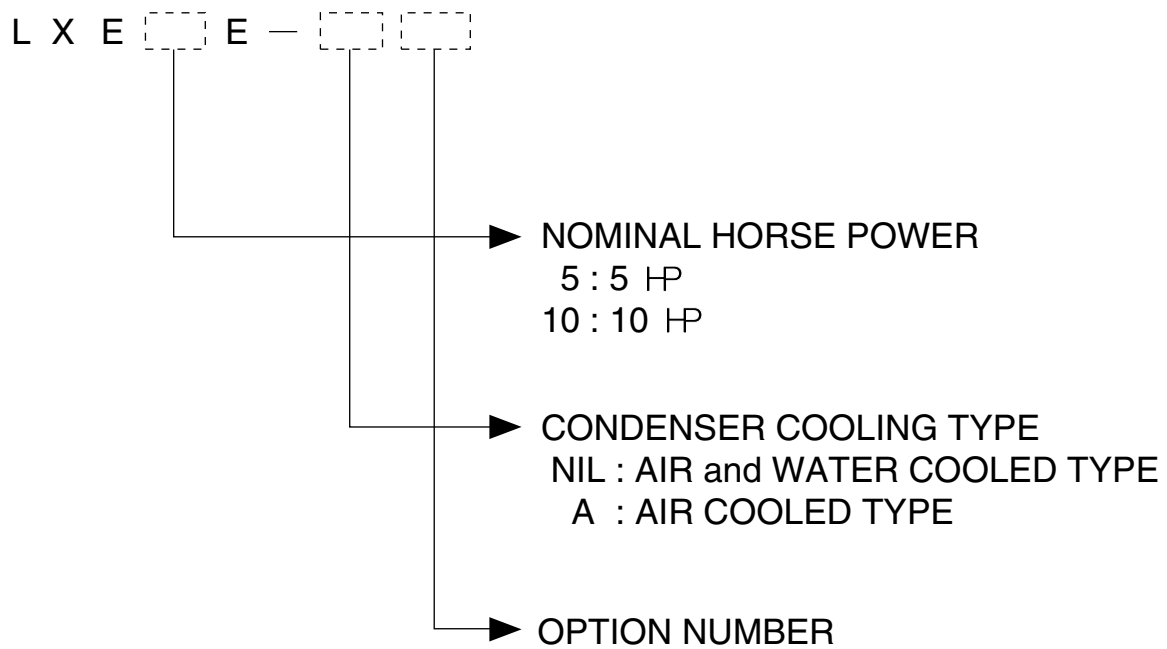 L X E E –
NOMINAL HORSE POWER
5 : 5 HP
10 : 10 HP
CONDENSER COOLING TYPE
NIL : AIR and WATER COOLED TYPE
A : AIR COOLED TYPE
OPTION NUMBER